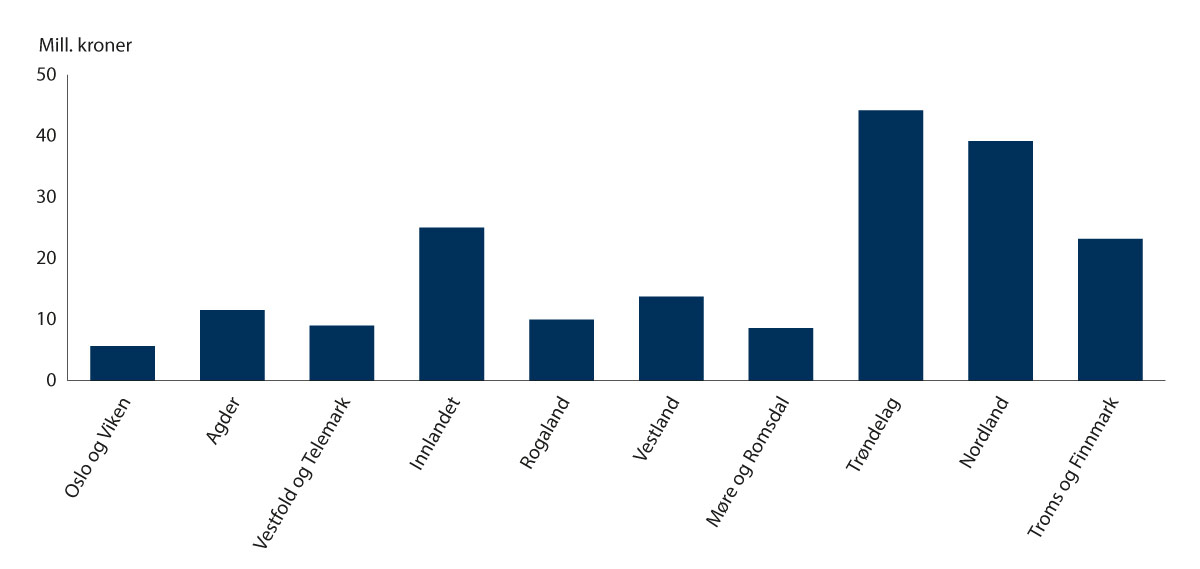 Mill. kroner
50
40
30
20
10
0
Oslo og Viken
Agder
Vestfold og Telemark
Innlandet
Rogaland
Vestland
Møre og Romsdal
Trøndelag
Nordland
Troms og Finnmark